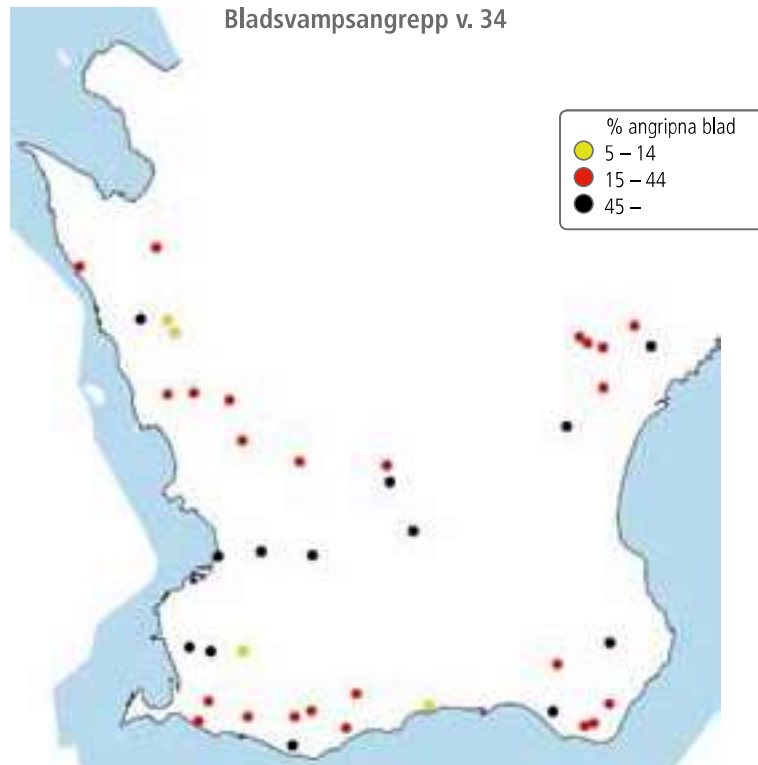 Bladsvampsangrepp v. 34
% angripna blad
5 – 14
15 – 44
45 –